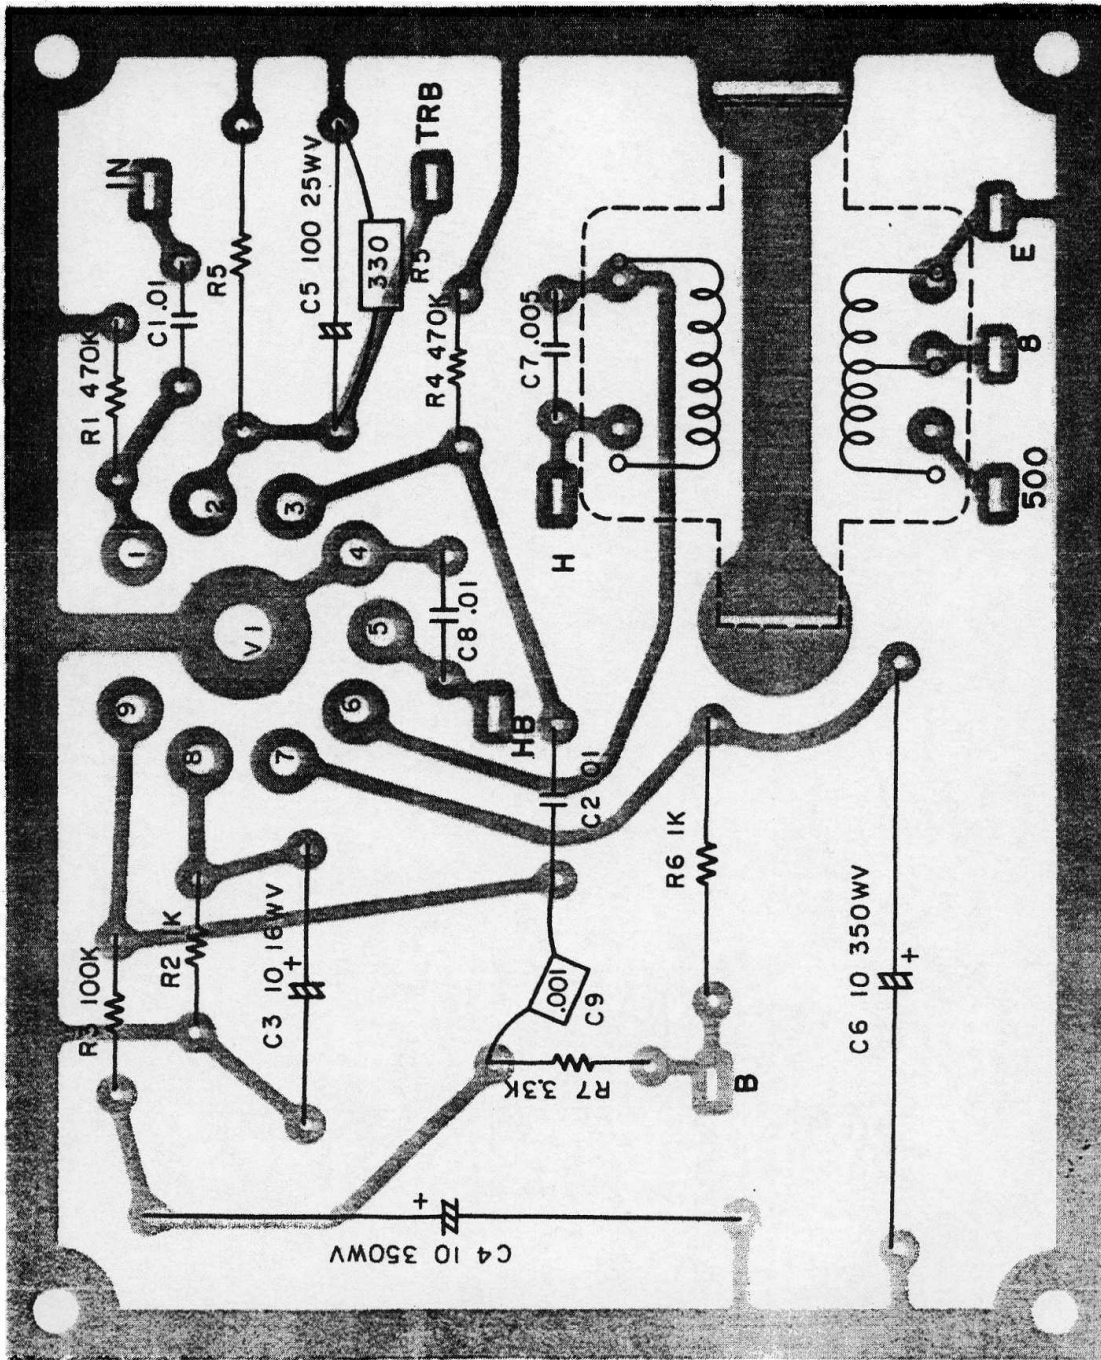 IN
R1 470K
C1 .01
R5
C5 100 25WV
330
TRB
R5
R4 470K
C7 .005
E
8
500
H
1
2
3
4
5
6
7
8
9
V1
C8 .01
HB
C2 .01
R3 100K
R2 1K
C3 10 16WV
+
.001
C9
R7 3.3K
B
R6 1K
C6 10 350WV
+
C4 10 350WV
+